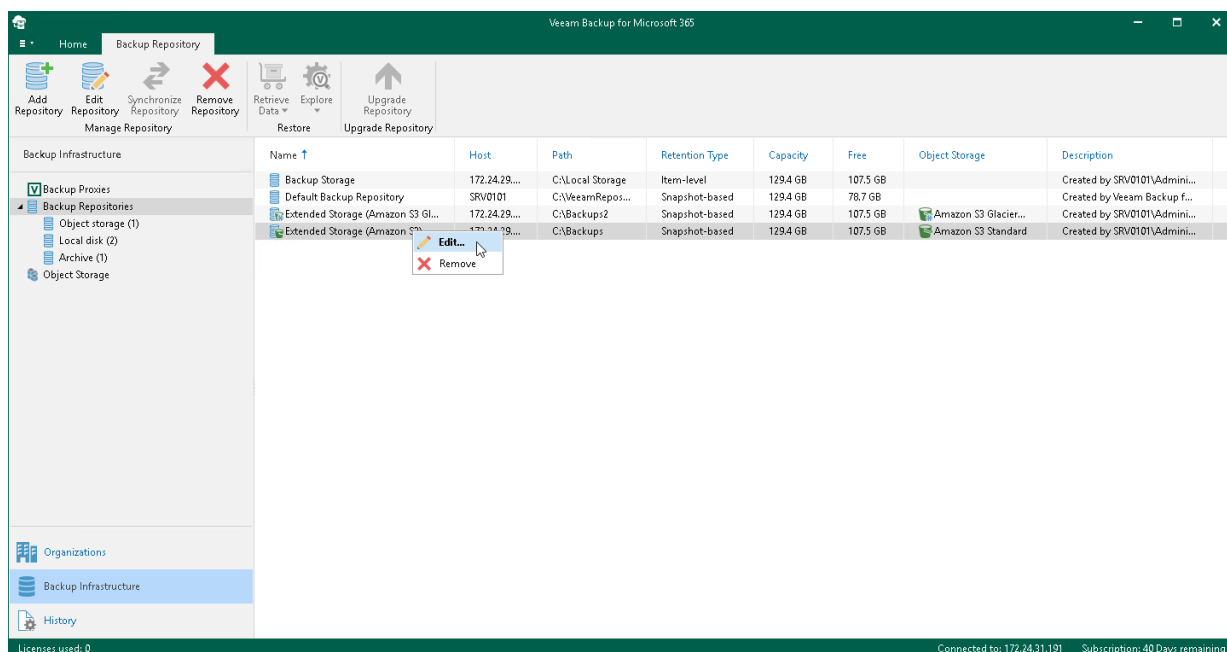 Veeam Backup for Microsoft 365
Home Backup Repository
Add Repository Edit Repository Synchronize Repository Remove Repository Retrieve Data Explore Upgrade Repository
Manage Repository Restore Upgrade Repository
Backup Infrastructure
Backup Proxies
Backup Repositories
Object storage (1)
Local disk (2)
Archive (1)
Object Storage
Name Host Path Retention Type Capacity Free Object Storage Description
Backup Storage 172.24.29.... C:\Local Storage Item-level 129.4 GB 107.5 GB Created by SRV0101\Admini...
Default Backup Repository SRV0101 C:\VeeamRepos... Snapshot-based 129.4 GB 78.7 GB Created by Veeam Backup f...
Extended Storage (Amazon S3 Gl... 172.24.29.... C:\Backups2 Snapshot-based 129.4 GB 107.5 GB Amazon S3 Glacier... Created by SRV0101\Admini...
Extended Storage (Amazon S3) 172.24.29.... C:\Backups Snapshot-based 129.4 GB 107.5 GB Amazon S3 Standard Created by SRV0101\Admini...
Edit...
Remove
Organizations
Backup Infrastructure
History
Licenses used: 0 Connected to: 172.24.31.191 Subscription: 40 Days remaining